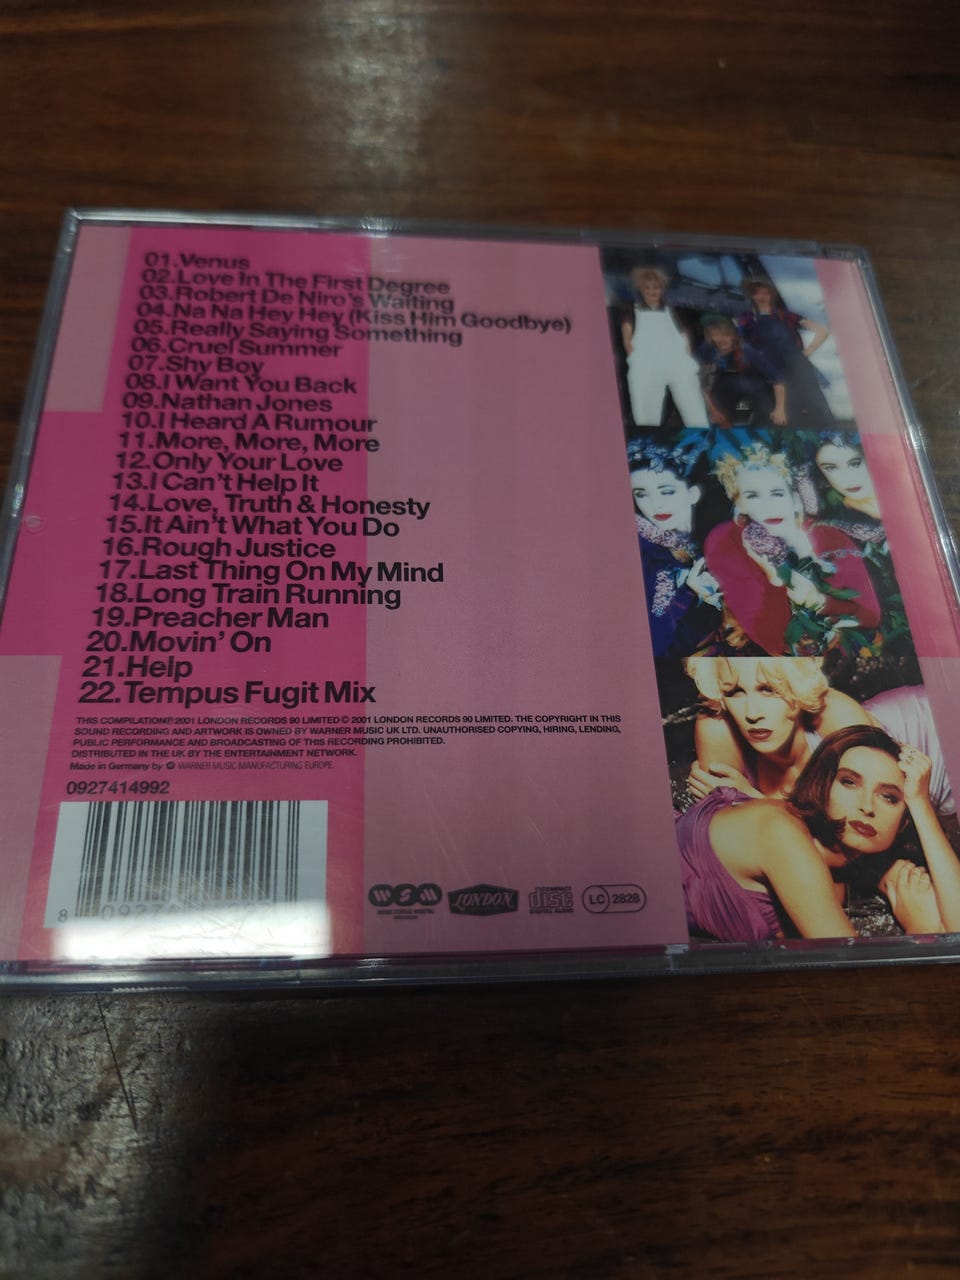 01.Venus
02.Love In The First Degree
03.Robert De Niro's Waiting
04.Na Na Hey Hey (Kiss Him Goodbye)
05.Really Saying Something
06.Cruel Summer
07.Shy Boy
08.I Want You Back
09.Nathan Jones
10.I Heard A Rumour
11.More, More, More
12.Only Your Love
13.I Can't Help It
14.Love, Truth & Honesty
15.It Ain't What You Do
16.Rough Justice
17.Last Thing On My Mind
18.Long Train Running
19.Preacher Man
20.Movin' On
21.Help
22.Tempus Fugit Mix
THIS COMPILATION ℗ 2001 LONDON RECORDS 90 LIMITED © 2001 LONDON RECORDS 90 LIMITED. THE COPYRIGHT IN THIS
SOUND RECORDING AND ARTWORK IS OWNED BY WARNER MUSIC UK LTD. UNAUTHORISED COPYING, HIRING, LENDING,
PUBLIC PERFORMANCE AND BROADCASTING OF THIS RECORDING PROHIBITED.
DISTRIBUTED IN THE UK BY THE ENTERTAINMENT NETWORK.
Made in Germany by WARNER MUSIC MANUFACTURING EUROPE.
0927414992
8
LONDON
COMPACT
disc
DIGITAL AUDIO
LC 2828